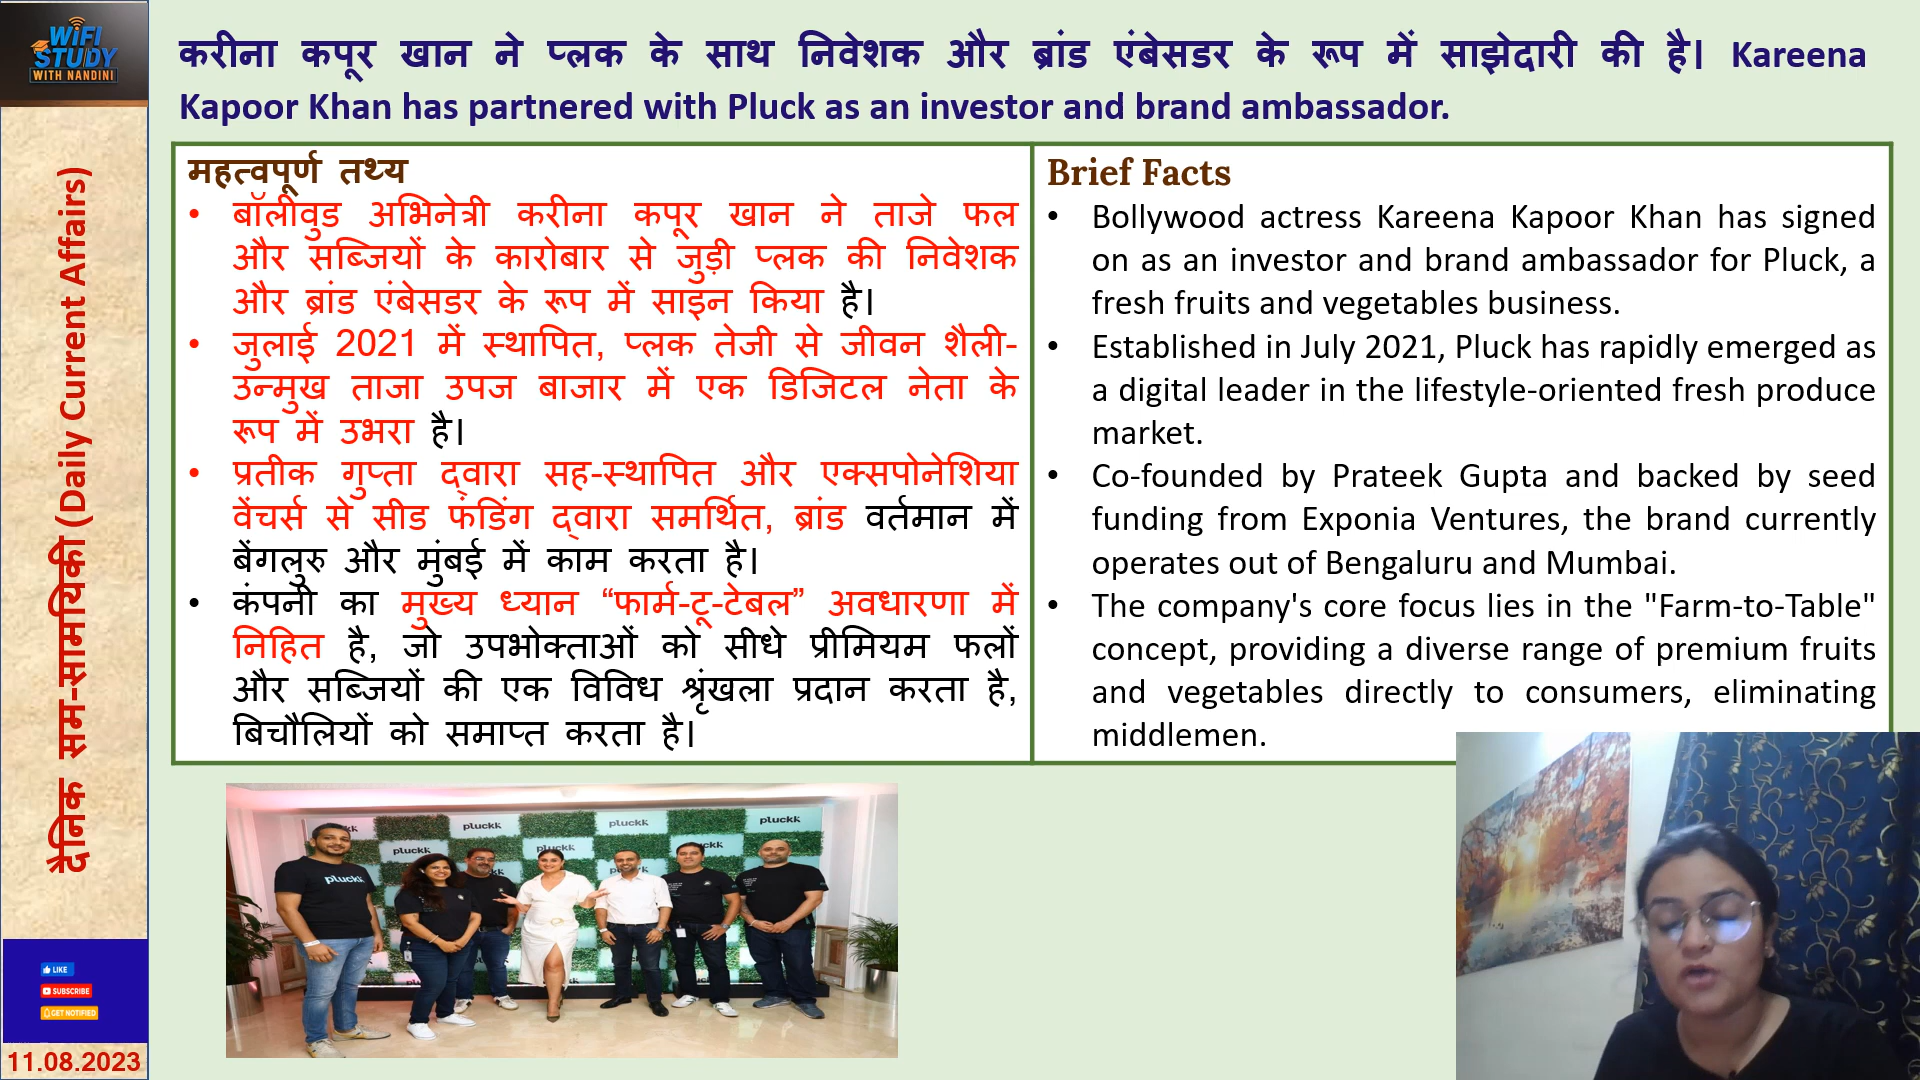 WiFi
STUDY
WITH NANDINI
दैनिक सम-सामयिकी (Daily Current Affairs)
LIKE
SUBSCRIBE
GET NOTIFIED
11.08.2023
करीना कपूर खान ने प्लक के साथ निवेशक और ब्रांड एंबेसडर के रूप में साझेदारी की है। Kareena
Kapoor Khan has partnered with Pluck as an investor and brand ambassador.
महत्वपूर्ण तथ्य
• बॉलीवुड अभिनेत्री करीना कपूर खान ने ताजे फल
और सब्जियों के कारोबार से जुड़ी प्लक की निवेशक
और ब्रांड एंबेसडर के रूप में साइन किया है।
• जुलाई 2021 में स्थापित, प्लक तेजी से जीवन शैली-
उन्मुख ताजा उपज बाजार में एक डिजिटल नेता के
रूप में उभरा है।
• प्रतीक गुप्ता द्वारा सह-स्थापित और एक्सपोनेशिया
वेंचर्स से सीड फंडिंग द्वारा समर्थित, ब्रांड वर्तमान में
बेंगलुरु और मुंबई में काम करता है।
• कंपनी का मुख्य ध्यान “फार्म-टू-टेबल” अवधारणा में
निहित है, जो उपभोक्ताओं को सीधे प्रीमियम फलों
और सब्जियों की एक विविध श्रृंखला प्रदान करता है,
बिचौलियों को समाप्त करता है।
Brief Facts
• Bollywood actress Kareena Kapoor Khan has signed
on as an investor and brand ambassador for Pluck, a
fresh fruits and vegetables business.
• Established in July 2021, Pluck has rapidly emerged as
a digital leader in the lifestyle-oriented fresh produce
market.
• Co-founded by Prateek Gupta and backed by seed
funding from Exponia Ventures, the brand currently
operates out of Bengaluru and Mumbai.
• The company's core focus lies in the "Farm-to-Table"
concept, providing a diverse range of premium fruits
and vegetables directly to consumers, eliminating
middlemen.
pluckk
pluckk
pluckk
pluckk
pluckk